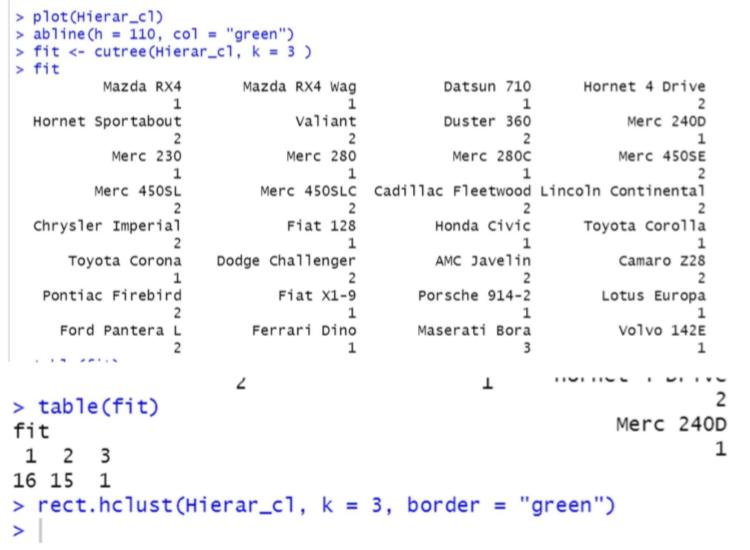 > plot(Hierar_cl)
> abline(h = 110, col = "green")
> fit <- cutree(Hierar_cl, k = 3 )
> fit
Mazda RX4 Mazda RX4 Wag Datsun 710 Hornet 4 Drive
1 1 1 2
Hornet Sportabout Valiant Duster 360 Merc 240D
2 2 2 1
Merc 230 Merc 280 Merc 280C Merc 450SE
1 1 1 2
Merc 450SL Merc 450SLC Cadillac Fleetwood Lincoln Continental
2 2 2 2
Chrysler Imperial Fiat 128 Honda Civic Toyota Corolla
2 1 1 1
Toyota Corona Dodge Challenger AMC Javelin Camaro Z28
1 2 2 2
Pontiac Firebird Fiat X1-9 Porsche 914-2 Lotus Europa
2 1 1 1
Ford Pantera L Ferrari Dino Maserati Bora Volvo 142E
2 1 3 1
2 1
2
> table(fit)
Merc 240D
fit
1
1 2 3
16 15 1
> rect.hclust(Hierar_cl, k = 3, border = "green")
>